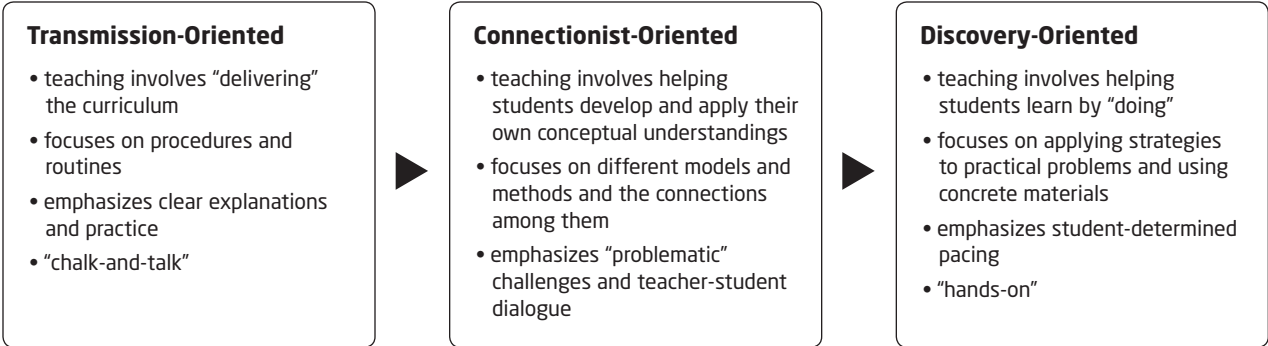 Transmission-Oriented
• teaching involves “delivering”
the curriculum
• focuses on procedures and
routines
• emphasizes clear explanations
and practice
• “chalk-and-talk”
Connectionist-Oriented
• teaching involves helping
students develop and apply their
own conceptual understandings
• focuses on different models and
methods and the connections
among them
• emphasizes “problematic”
challenges and teacher-student
dialogue
Discovery-Oriented
• teaching involves helping
students learn by “doing”
• focuses on applying strategies
to practical problems and using
concrete materials
• emphasizes student-determined
pacing
• “hands-on”